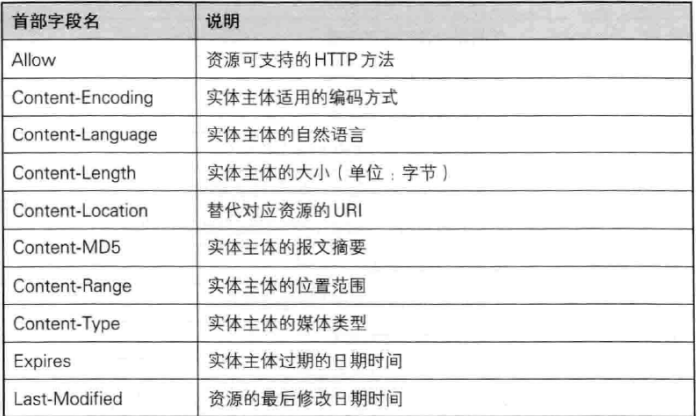 首部字段名 说明
Allow 资源可支持的HTTP方法
Content-Encoding 实体主体适用的编码方式
Content-Language 实体主体的自然语言
Content-Length 实体主体的大小（单位：字节）
Content-Location 替代对应资源的URI
Content-MD5 实体主体的报文摘要
Content-Range 实体主体的位置范围
Content-Type 实体主体的媒体类型
Expires 实体主体过期的日期时间
Last-Modified 资源的最后修改日期时间